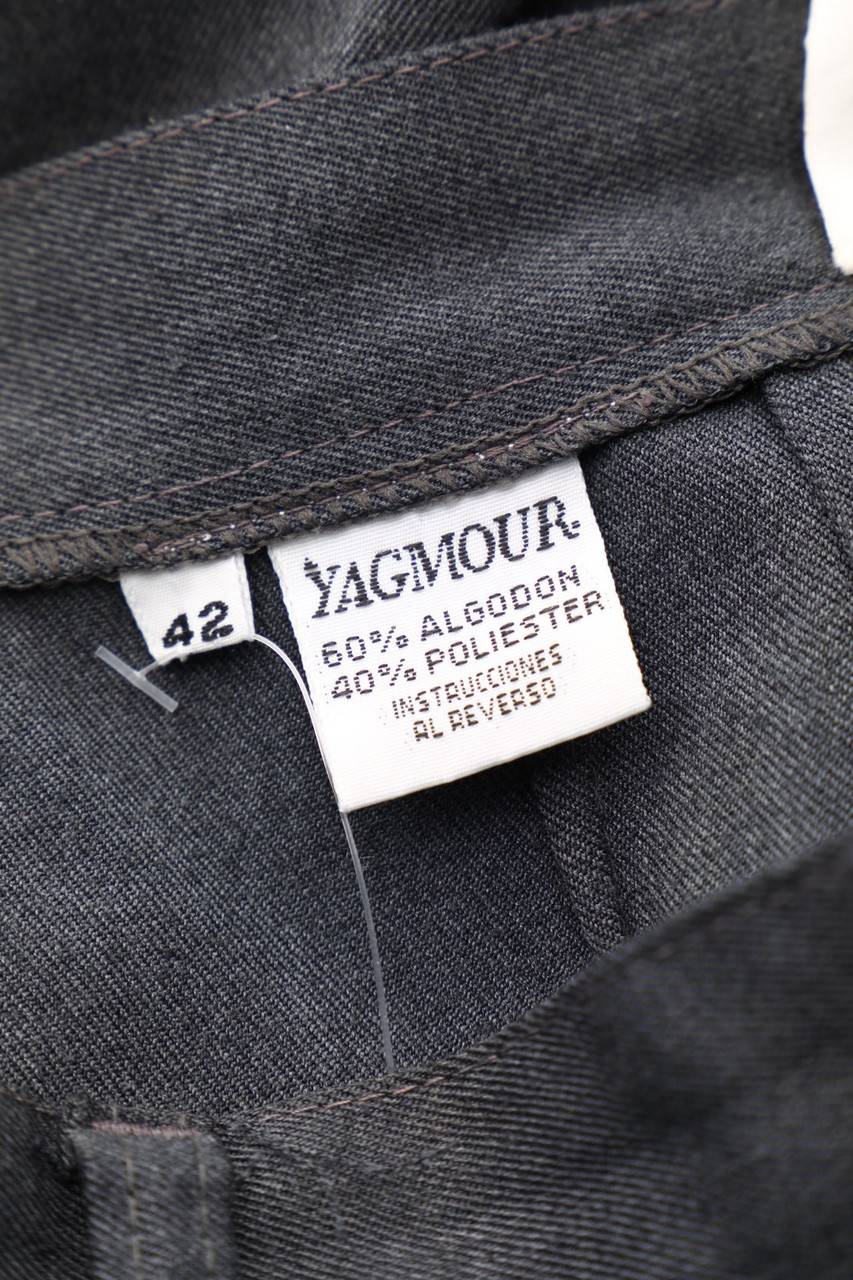 42
YAGMOUR
60% ALGODON
40% POLIESTER
INSTRUCCIONES
AL REVERSO